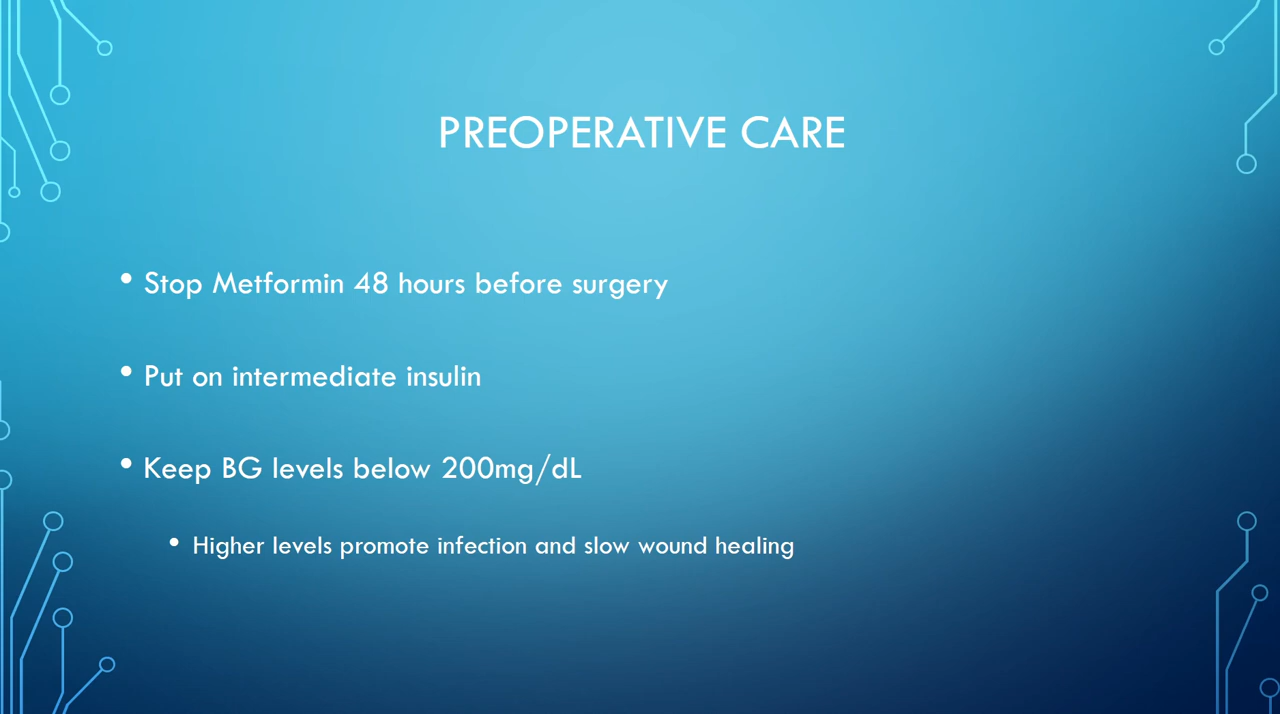 PREOPERATIVE CARE
• Stop Metformin 48 hours before surgery
• Put on intermediate insulin
• Keep BG levels below 200mg/dL
• Higher levels promote infection and slow wound healing